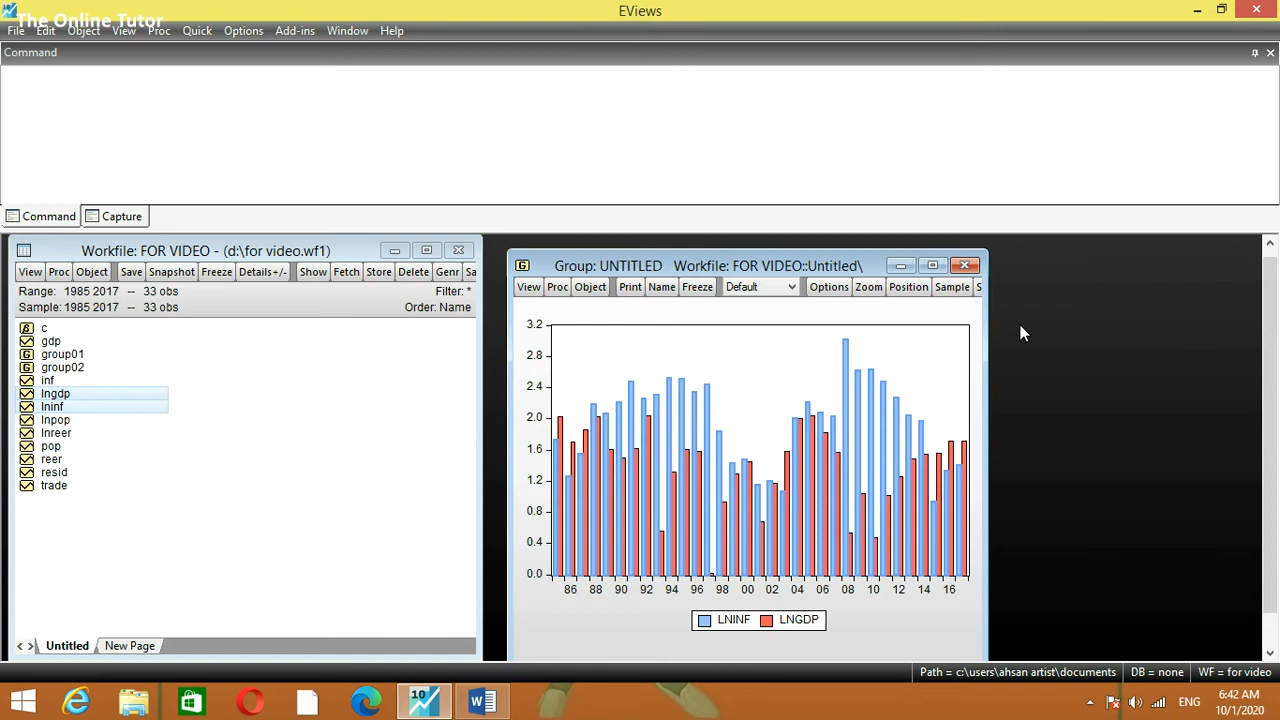 EViews
The Online Tutor
File Edit Object View Proc Quick Options Add-ins Window Help
Command
Command Capture
Workfile: FOR VIDEO - (d:\for video.wf1)
View Proc Object Save Snapshot Freeze Details+/- Show Fetch Store Delete Genr Sa
Range: 1985 2017 -- 33 obs Filter: *
Sample: 1985 2017 -- 33 obs Order: Name
β c
gdp
G group01
G group02
inf
lngdp
lninf
lnpop
lnreer
pop
reer
resid
trade
Untitled New Page
G Group: UNTITLED Workfile: FOR VIDEO::Untitled\
View Proc Object Print Name Freeze Default Options Zoom Position Sample S
3.2
2.8
2.4
2.0
1.6
1.2
0.8
0.4
0.0
86 88 90 92 94 96 98 00 02 04 06 08 10 12 14 16
LNINF LNGDP
Path = c:\users\ahsan artist\documents DB = none WF = for video
10
ENG
6:42 AM
10/1/2020